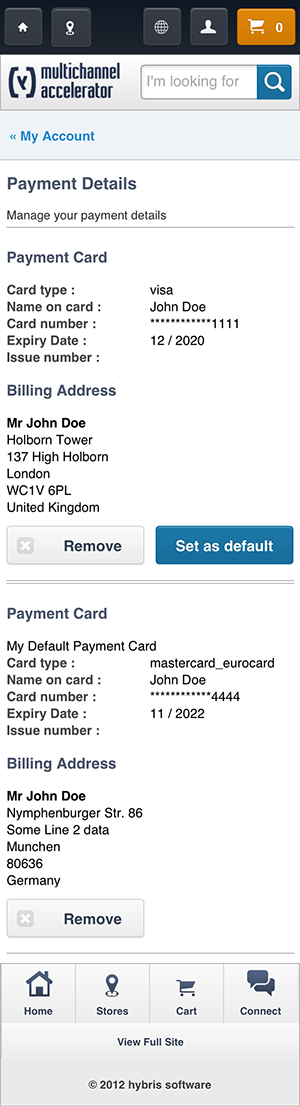 0
(y) multichannel
accelerator
I'm looking for
« My Account
Payment Details
Manage your payment details
Payment Card
Card type : visa
Name on card : John Doe
Card number : ************1111
Expiry Date : 12 / 2020
Issue number :
Billing Address
Mr John Doe
Holborn Tower
137 High Holborn
London
WC1V 6PL
United Kingdom
Remove Set as default
Payment Card
My Default Payment Card
Card type : mastercard_eurocard
Name on card : John Doe
Card number : ************4444
Expiry Date : 11 / 2022
Issue number :
Billing Address
Mr John Doe
Nymphenburger Str. 86
Some Line 2 data
Munchen
80636
Germany
Remove
Home Stores Cart Connect
View Full Site
© 2012 hybris software